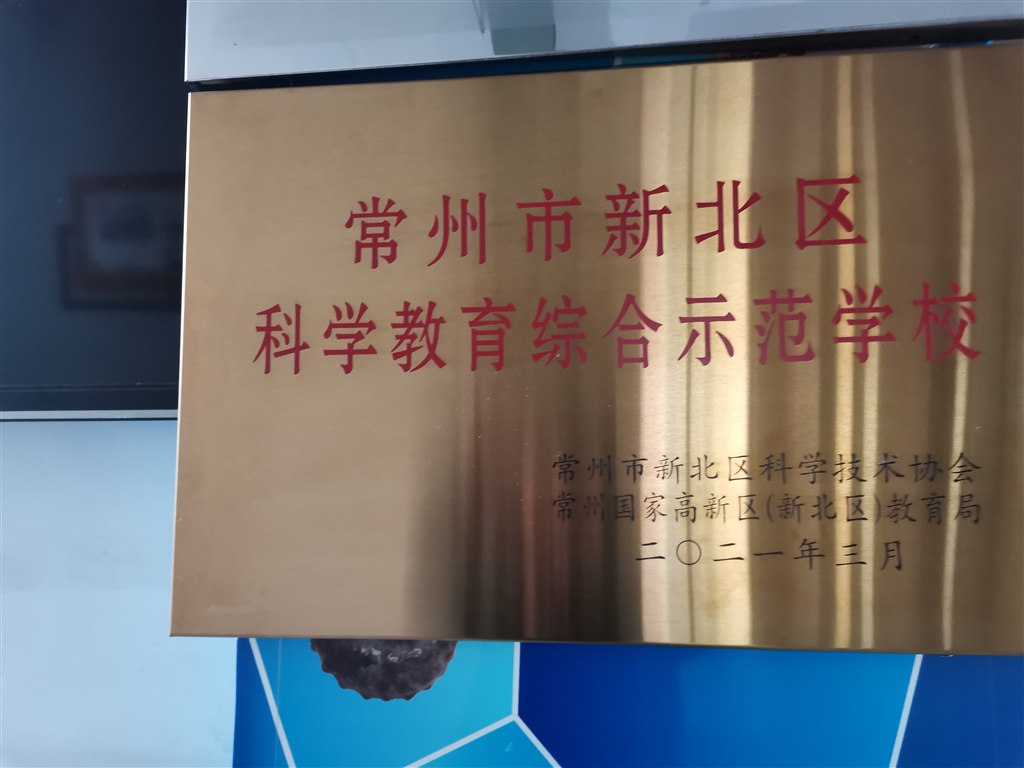 常州市新北区
科学教育综合示范学校
常州市新北区科学技术协会
常州国家高新区(新北区)教育局
二〇二一年三月